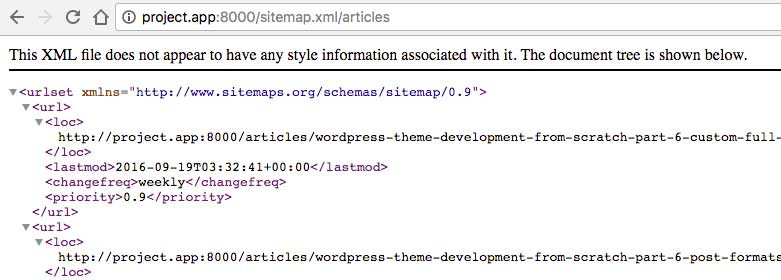 project.app:8000/sitemap.xml/articles
This XML file does not appear to have any style information associated with it. The document tree is shown below.
<urlset xmlns="http://www.sitemaps.org/schemas/sitemap/0.9">
<url>
<loc>
http://project.app:8000/articles/wordpress-theme-development-from-scratch-part-6-custom-full-
</loc>
<lastmod>2016-09-19T03:32:41+00:00</lastmod>
<changefreq>weekly</changefreq>
<priority>0.9</priority>
</url>
<url>
<loc>
http://project.app:8000/articles/wordpress-theme-development-from-scratch-part-6-post-formats
</loc>